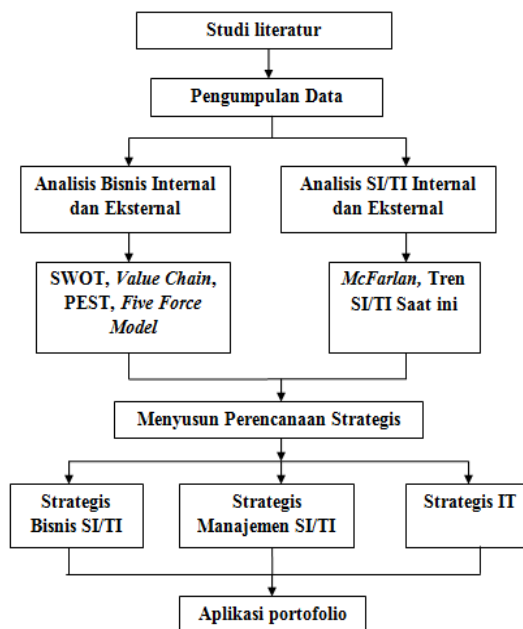 Studi literatur
Pengumpulan Data
Analisis Bisnis Internal
dan Eksternal
Analisis SI/TI Internal
dan Eksternal
SWOT, Value Chain,
PEST, Five Force
Model
McFarlan, Tren
SI/TI Saat ini
Menyusun Perencanaan Strategis
Strategis
Bisnis SI/TI
Strategis
Manajemen SI/TI
Strategis IT
Aplikasi portofolio